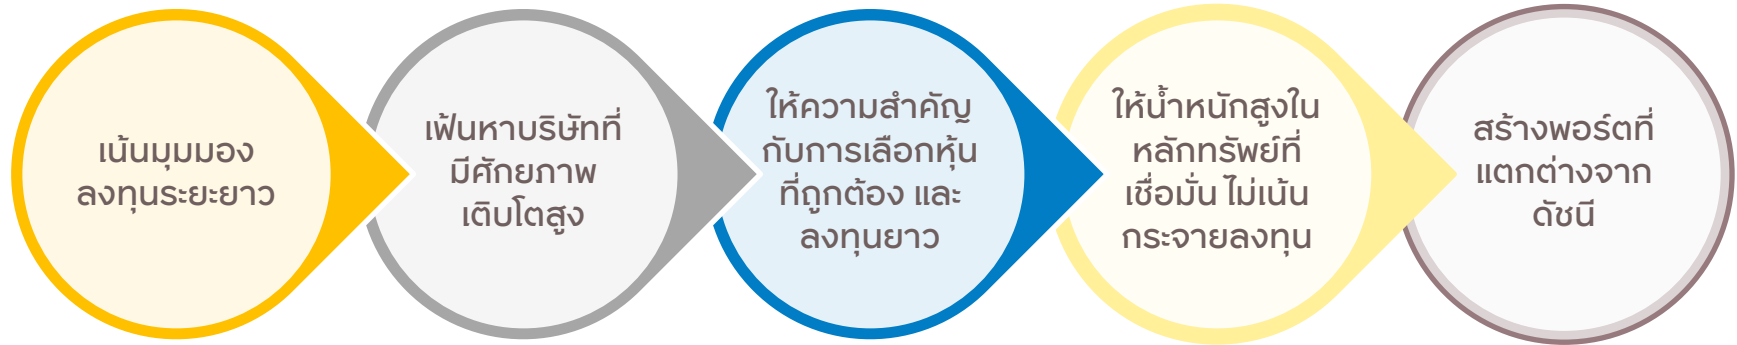 เน้นมุมมอง
ลงทุนระยะยาว
เฟ้นหาบริษัทที่
มีศักยภาพ
เติบโตสูง
ให้ความสำคัญ
กับการเลือกหุ้น
ที่ถูกต้อง และ
ลงทุนยาว
ให้น้ำหนักสูงใน
หลักทรัพย์ที่
เชื่อมั่น ไม่เน้น
กระจายลงทุน
สร้างพอร์ตที่
แตกต่างจาก
ดัชนี